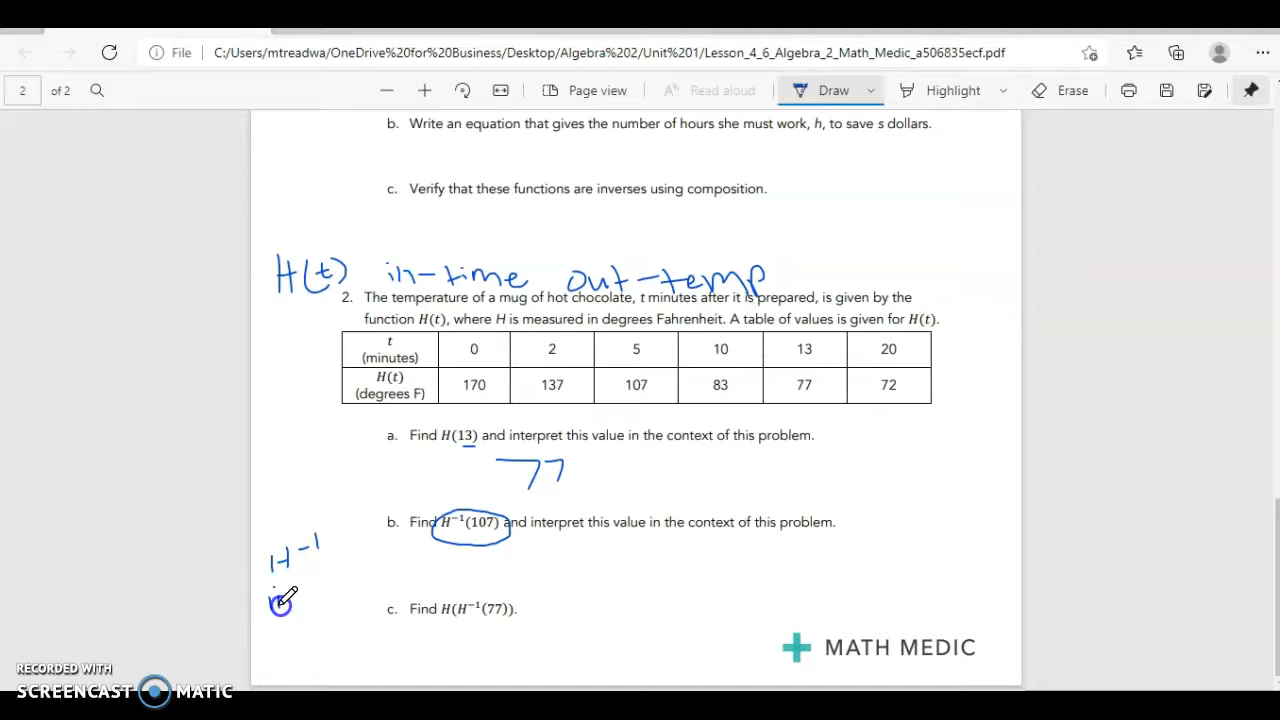 File C:/Users/mtreadwa/OneDrive%20for%20Business/Desktop/Algebra%202/Unit%201/Lesson_4_6_Algebra_2_Math_Medic_a506835ecf.pdf
2 of 2 Page view Read aloud Draw Highlight Erase
b. Write an equation that gives the number of hours she must work, h, to save s dollars.
c. Verify that these functions are inverses using composition.
H(t) in-time out-temp
2. The temperature of a mug of hot chocolate, t minutes after it is prepared, is given by the
function H(t), where H is measured in degrees Fahrenheit. A table of values is given for H(t).
t (minutes) 0 2 5 10 13 20
H(t) (degrees F) 170 137 107 83 77 72
a. Find H(13) and interpret this value in the context of this problem.
77
b. Find H⁻¹(107) and interpret this value in the context of this problem.
H⁻¹
c. Find H(H⁻¹(77)).
MATH MEDIC
RECORDED WITH
SCREENCAST MATIC